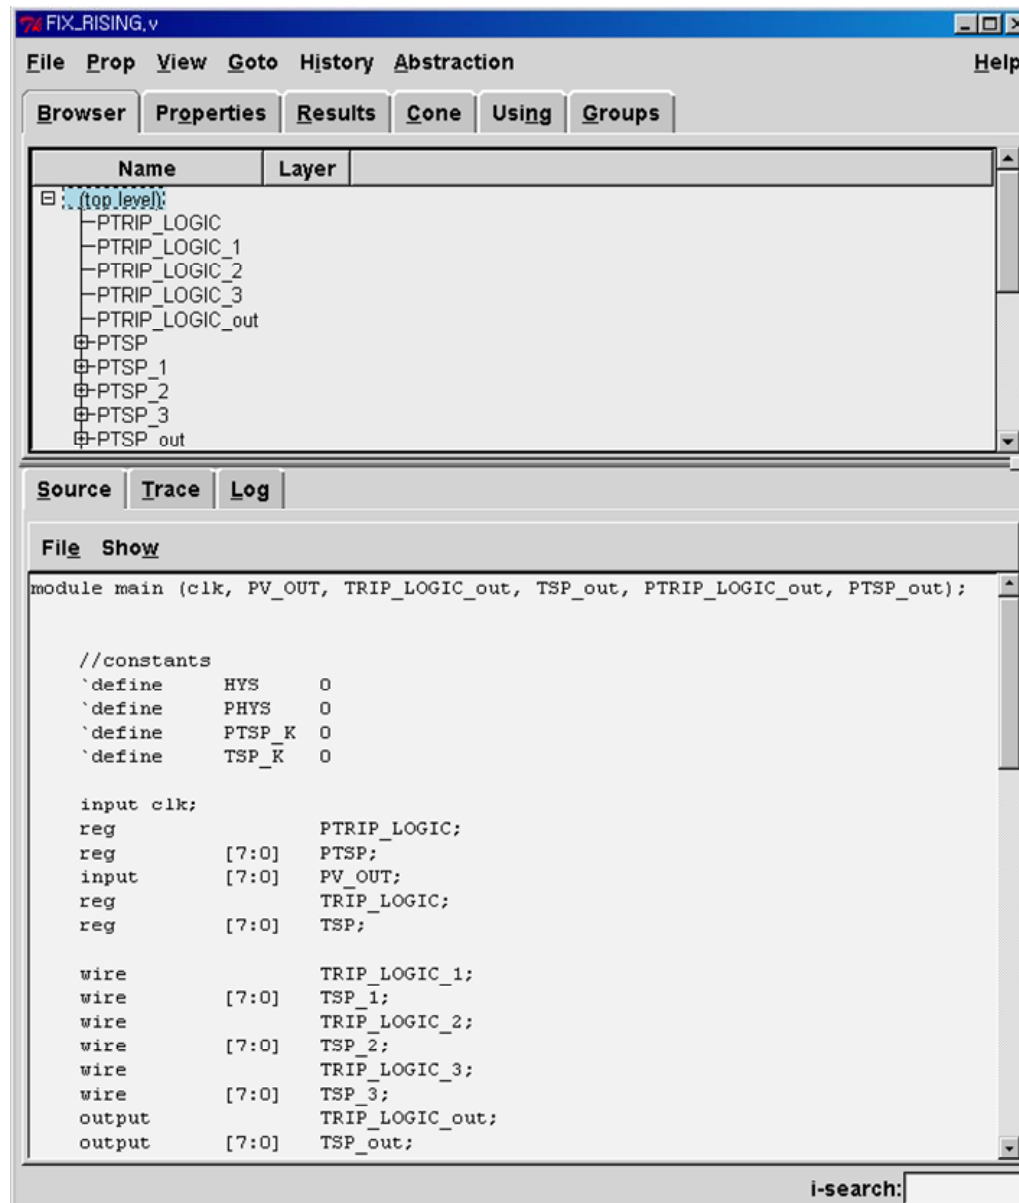 FIX_RISING.v
File Prop View Goto History Abstraction Help
Browser Properties Results Cone Using Groups
Name Layer
(top level)
PTRIP_LOGIC
PTRIP_LOGIC_1
PTRIP_LOGIC_2
PTRIP_LOGIC_3
PTRIP_LOGIC_out
PTSP
PTSP_1
PTSP_2
PTSP_3
PTSP_out
Source Trace Log
File Show
module main (clk, PV_OUT, TRIP_LOGIC_out, TSP_out, PTRIP_LOGIC_out, PTSP_out);
//constants
`define HYS 0
`define PHYS 0
`define PTSP_K 0
`define TSP_K 0
input clk;
reg PTRIP_LOGIC;
reg [7:0] PTSP;
input [7:0] PV_OUT;
reg TRIP_LOGIC;
reg [7:0] TSP;
wire TRIP_LOGIC_1;
wire [7:0] TSP_1;
wire TRIP_LOGIC_2;
wire [7:0] TSP_2;
wire TRIP_LOGIC_3;
wire [7:0] TSP_3;
output TRIP_LOGIC_out;
output [7:0] TSP_out;
i-search: